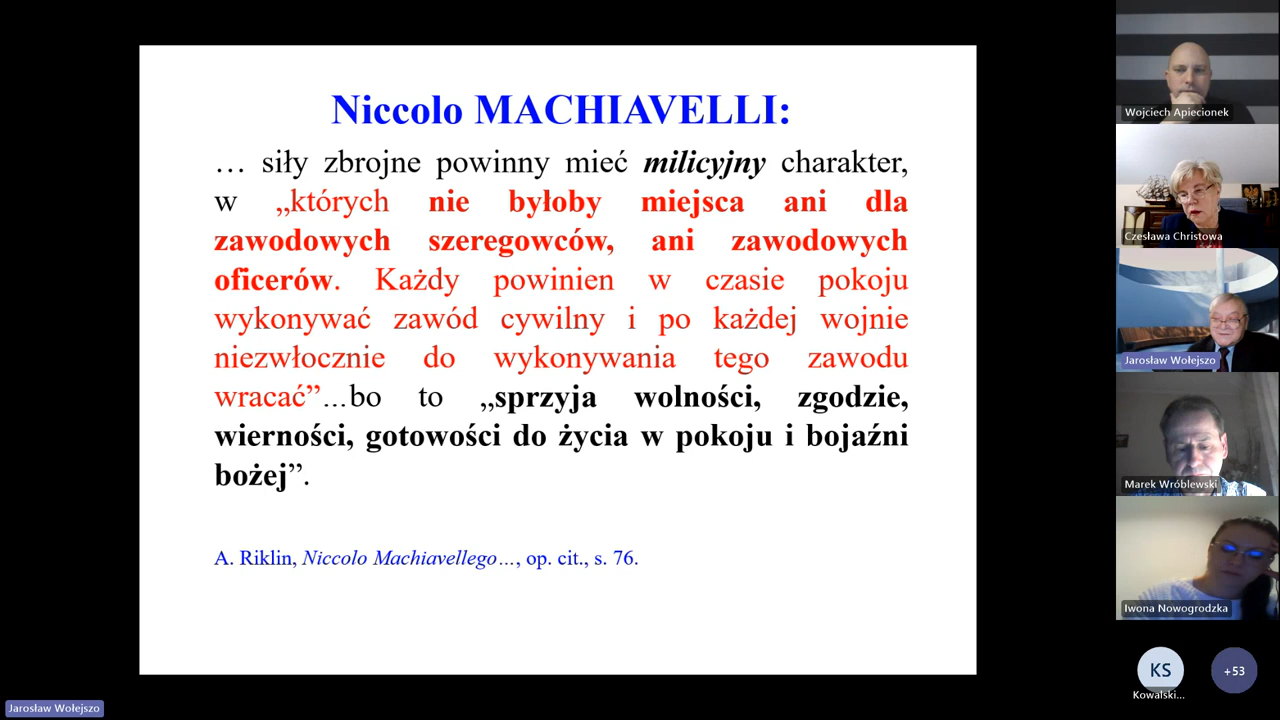 Niccolo MACHIAVELLI:
… siły zbrojne powinny mieć milicyjny charakter,
w „których nie byłoby miejsca ani dla
zawodowych szeregowców, ani zawodowych
oficerów. Każdy powinien w czasie pokoju
wykonywać zawód cywilny i po każdej wojnie
niezwłocznie do wykonywania tego zawodu
wracać”…bo to „sprzyja wolności, zgodzie,
wierności, gotowości do życia w pokoju i bojaźni
bożej”.
A. Riklin, Niccolo Machiavellego…, op. cit., s. 76.
Wojciech Apiecionek
Czesława Christowa
Jarosław Wołejszo
Marek Wróblewski
Iwona Nowogrodzka
KS
Kowalski...
+53
Jarosław Wołejszo